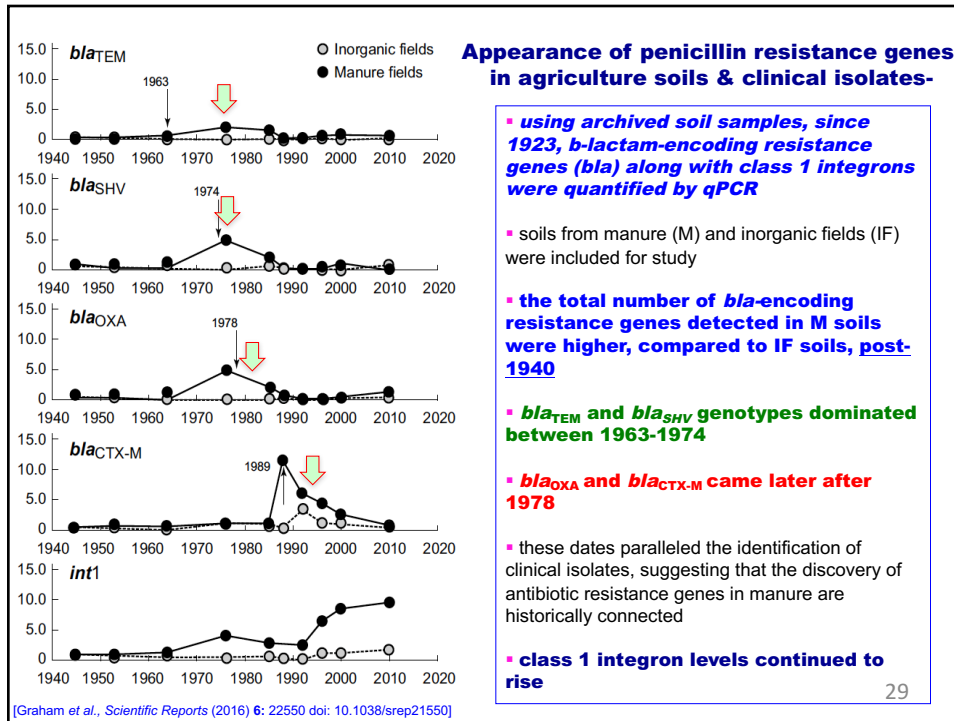 Appearance of penicillin resistance genes
in agriculture soils & clinical isolates-
15.0
10.0
5.0
0
blaTEM
1963
Inorganic fields
Manure fields
1940 1950 1960 1970 1980 1990 2000 2010 2020
15.0
10.0
5.0
0
blaSHV
1974
1940 1950 1960 1970 1980 1990 2000 2010 2020
15.0
10.0
5.0
0
blaOXA
1978
1940 1950 1960 1970 1980 1990 2000 2010 2020
15.0
10.0
5.0
0
blaCTX-M
1989
1940 1950 1960 1970 1980 1990 2000 2010 2020
15.0
10.0
5.0
0
int1
1940 1950 1960 1970 1980 1990 2000 2010 2020
[Graham et al., Scientific Reports (2016) 6: 22550 doi: 10.1038/srep21550]
▪ using archived soil samples, since
1923, b-lactam-encoding resistance
genes (bla) along with class 1 integrons
were quantified by qPCR
▪ soils from manure (M) and inorganic fields (IF)
were included for study
▪ the total number of bla-encoding
resistance genes detected in M soils
were higher, compared to IF soils, post-
1940
▪ blaTEM and blaSHV genotypes dominated
between 1963-1974
▪ blaOXA and blaCTX-M came later after
1978
▪ these dates paralleled the identification of
clinical isolates, suggesting that the discovery of
antibiotic resistance genes in manure are
historically connected
▪ class 1 integron levels continued to
rise
29